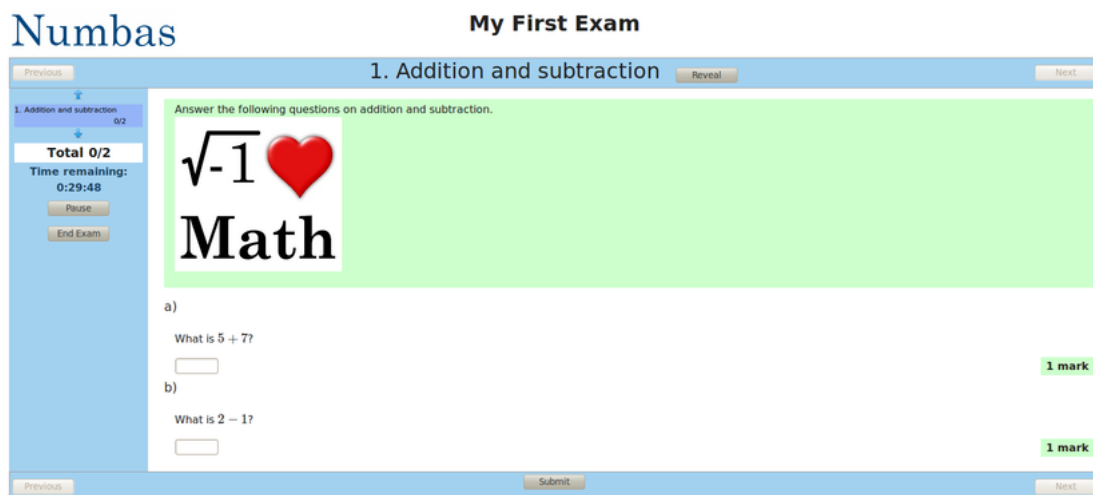 Numbas
My First Exam
Previous
1. Addition and subtraction
Reveal
Next
1. Addition and subtraction
0/2
Total 0/2
Time remaining:
0:29:48
Pause
End Exam
Answer the following questions on addition and subtraction.
√-1
Math
a)
What is 5 + 7?
1 mark
b)
What is 2 − 1?
1 mark
Previous
Submit
Next